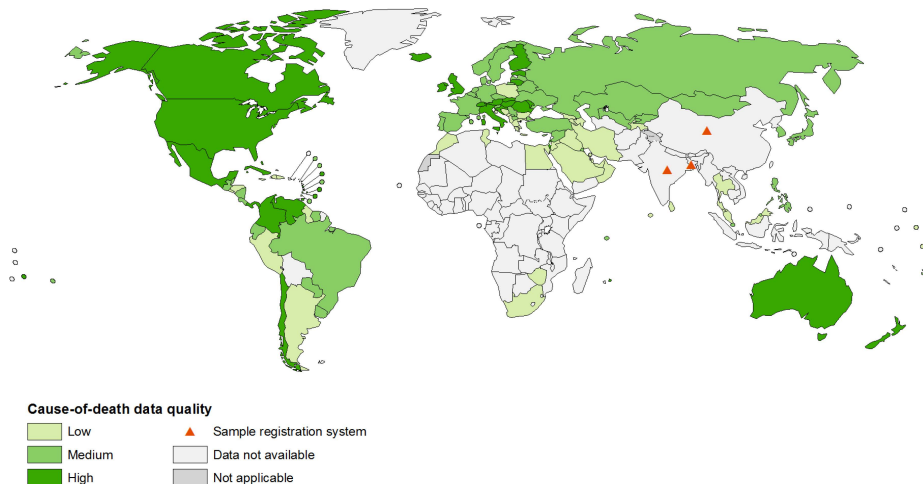 Cause-of-death data quality
Low
Medium
High
Sample registration system
Data not available
Not applicable